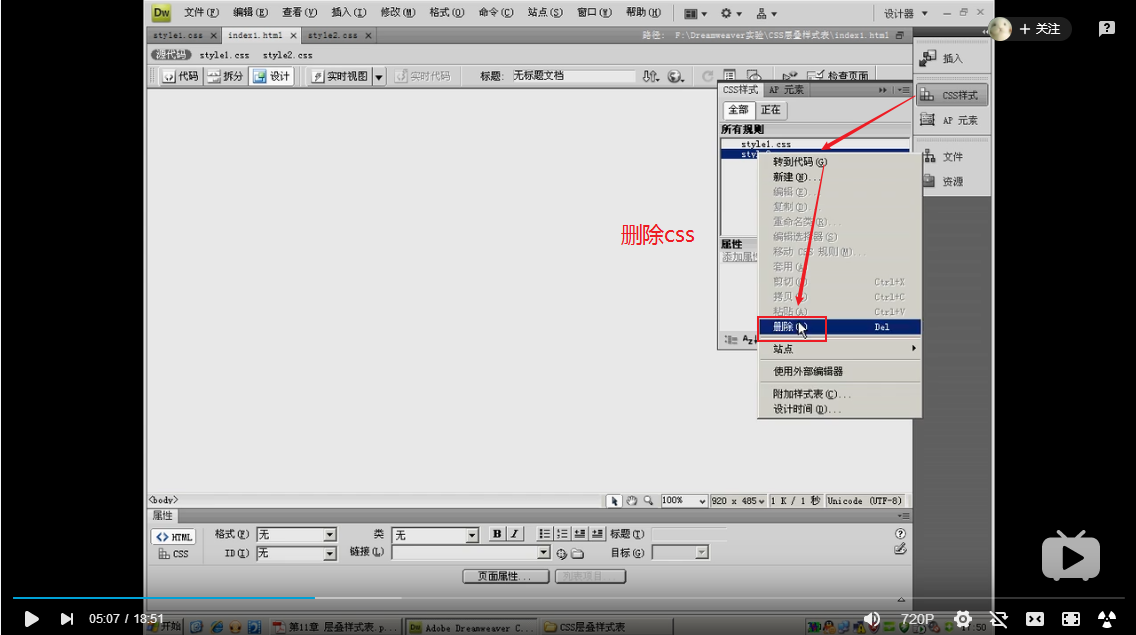 Dw 文件(F) 编辑(E) 查看(V) 插入(I) 修改(M) 格式(O) 命令(C) 站点(S) 窗口(W) 帮助(H) 设计器
style1.css index1.html style2.css 路径: F:\Dreamweaver实验\CSS层叠样式表\index1.html
+ 关注
源代码 style1.css style2.css
代码 拆分 设计 实时视图 实时代码 标题: 无标题文档 检查页面
插入
CSS样式
AP 元素
文件
资源
CSS样式 AP 元素
全部 正在
所有规则
style1.css
转到代码(G)
新建(N)...
编辑(E)...
复制(D)...
重命名类(R)...
编辑选择器(S)
移动 CSS 规则(M)...
套用(A)
剪切 Ctrl+X
拷贝 Ctrl+C
粘贴(A) Ctrl+V
删除 Del
站点
使用外部编辑器
附加样式表(C)...
设计时间(D)...
属性
添加属性
删除css
<body> 100% 920 x 485 1 K / 1 秒 Unicode (UTF-8)
属性
HTML 格式(F) 无 类 无 B I 标题(T)
CSS ID(I) 无 链接(L) 目标(G)
页面属性... 列表项目...
05:07 / 18:51 720P
开始 第11章 层叠样式表.p... Adobe Dreamweaver C... CSS层叠样式表